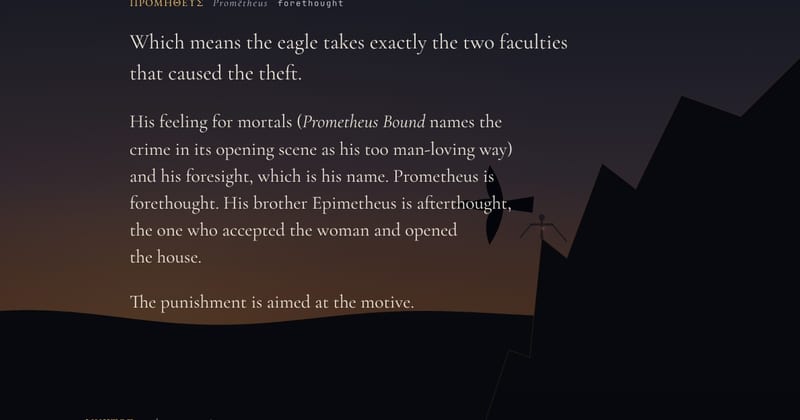 ΠΡΟΜΗΘΕΥΣ Promētheus forethought
Which means the eagle takes exactly the two faculties
that caused the theft.
His feeling for mortals (Prometheus Bound names the
crime in its opening scene as his too man-loving way)
and his foresight, which is his name. Prometheus is
forethought. His brother Epimetheus is afterthought,
the one who accepted the woman and opened
the house.
The punishment is aimed at the motive.